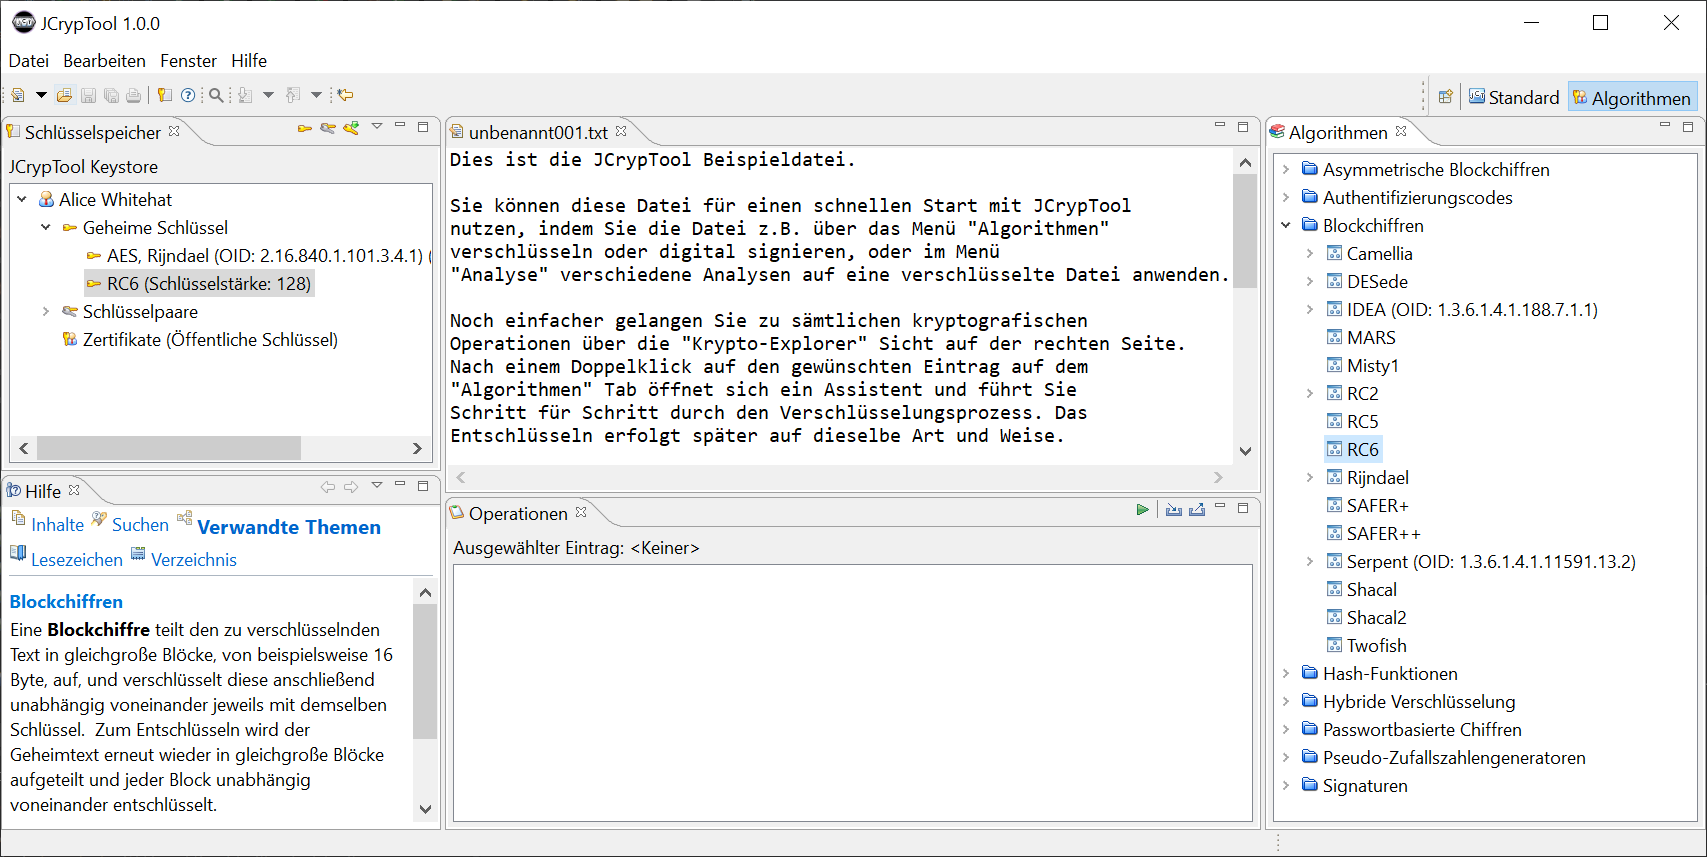 JCrypTool 1.0.0
Datei Bearbeiten Fenster Hilfe
Standard Algorithmen
Schlüsselspeicher
JCrypTool Keystore
Alice Whitehat
Geheime Schlüssel
AES, Rijndael (OID: 2.16.840.1.101.3.4.1) (
RC6 (Schlüsselstärke: 128)
Schlüsselpaare
Zertifikate (Öffentliche Schlüssel)
Hilfe
Inhalte Suchen Verwandte Themen
Lesezeichen Verzeichnis
Blockchiffren
Eine Blockchiffre teilt den zu verschlüsselnden
Text in gleichgroße Blöcke, von beispielsweise 16
Byte, auf, und verschlüsselt diese anschließend
unabhängig voneinander jeweils mit demselben
Schlüssel. Zum Entschlüsseln wird der
Geheimtext erneut wieder in gleichgroße Blöcke
aufgeteilt und jeder Block unabhängig
voneinander entschlüsselt.
unbenannt001.txt
Dies ist die JCrypTool Beispieldatei.
Sie können diese Datei für einen schnellen Start mit JCrypTool
nutzen, indem Sie die Datei z.B. über das Menü "Algorithmen"
verschlüsseln oder digital signieren, oder im Menü
"Analyse" verschiedene Analysen auf eine verschlüsselte Datei anwenden.
Noch einfacher gelangen Sie zu sämtlichen kryptografischen
Operationen über die "Krypto-Explorer" Sicht auf der rechten Seite.
Nach einem Doppelklick auf den gewünschten Eintrag auf dem
"Algorithmen" Tab öffnet sich ein Assistent und führt Sie
Schritt für Schritt durch den Verschlüsselungsprozess. Das
Entschlüsseln erfolgt später auf dieselbe Art und Weise.
Operationen
Ausgewählter Eintrag: <Keiner>
Algorithmen
Asymmetrische Blockchiffren
Authentifizierungscodes
Blockchiffren
Camellia
DESede
IDEA (OID: 1.3.6.1.4.1.188.7.1.1)
MARS
Misty1
RC2
RC5
RC6
Rijndael
SAFER+
SAFER++
Serpent (OID: 1.3.6.1.4.1.11591.13.2)
Shacal
Shacal2
Twofish
Hash-Funktionen
Hybride Verschlüsselung
Passwortbasierte Chiffren
Pseudo-Zufallszahlengeneratoren
Signaturen